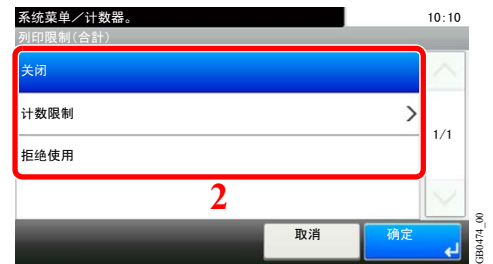 系统菜单／计数器。 10:10
列印限制(合計)
关闭
计数限制
1/1
拒绝使用
2
取消 确定
GB0474_00